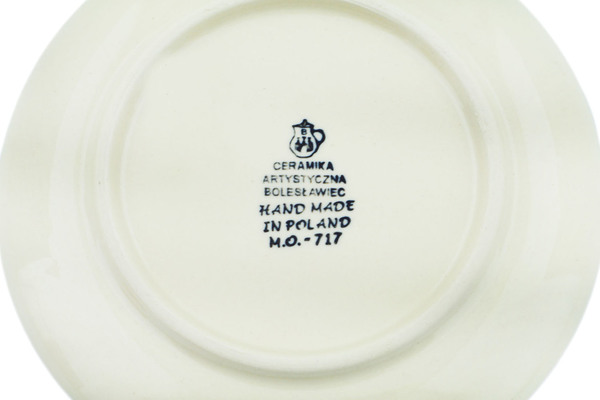 B
CERAMIKA
ARTYSTYCZNA
BOLESŁAWIEC
HAND MADE
IN POLAND
M.O.-717